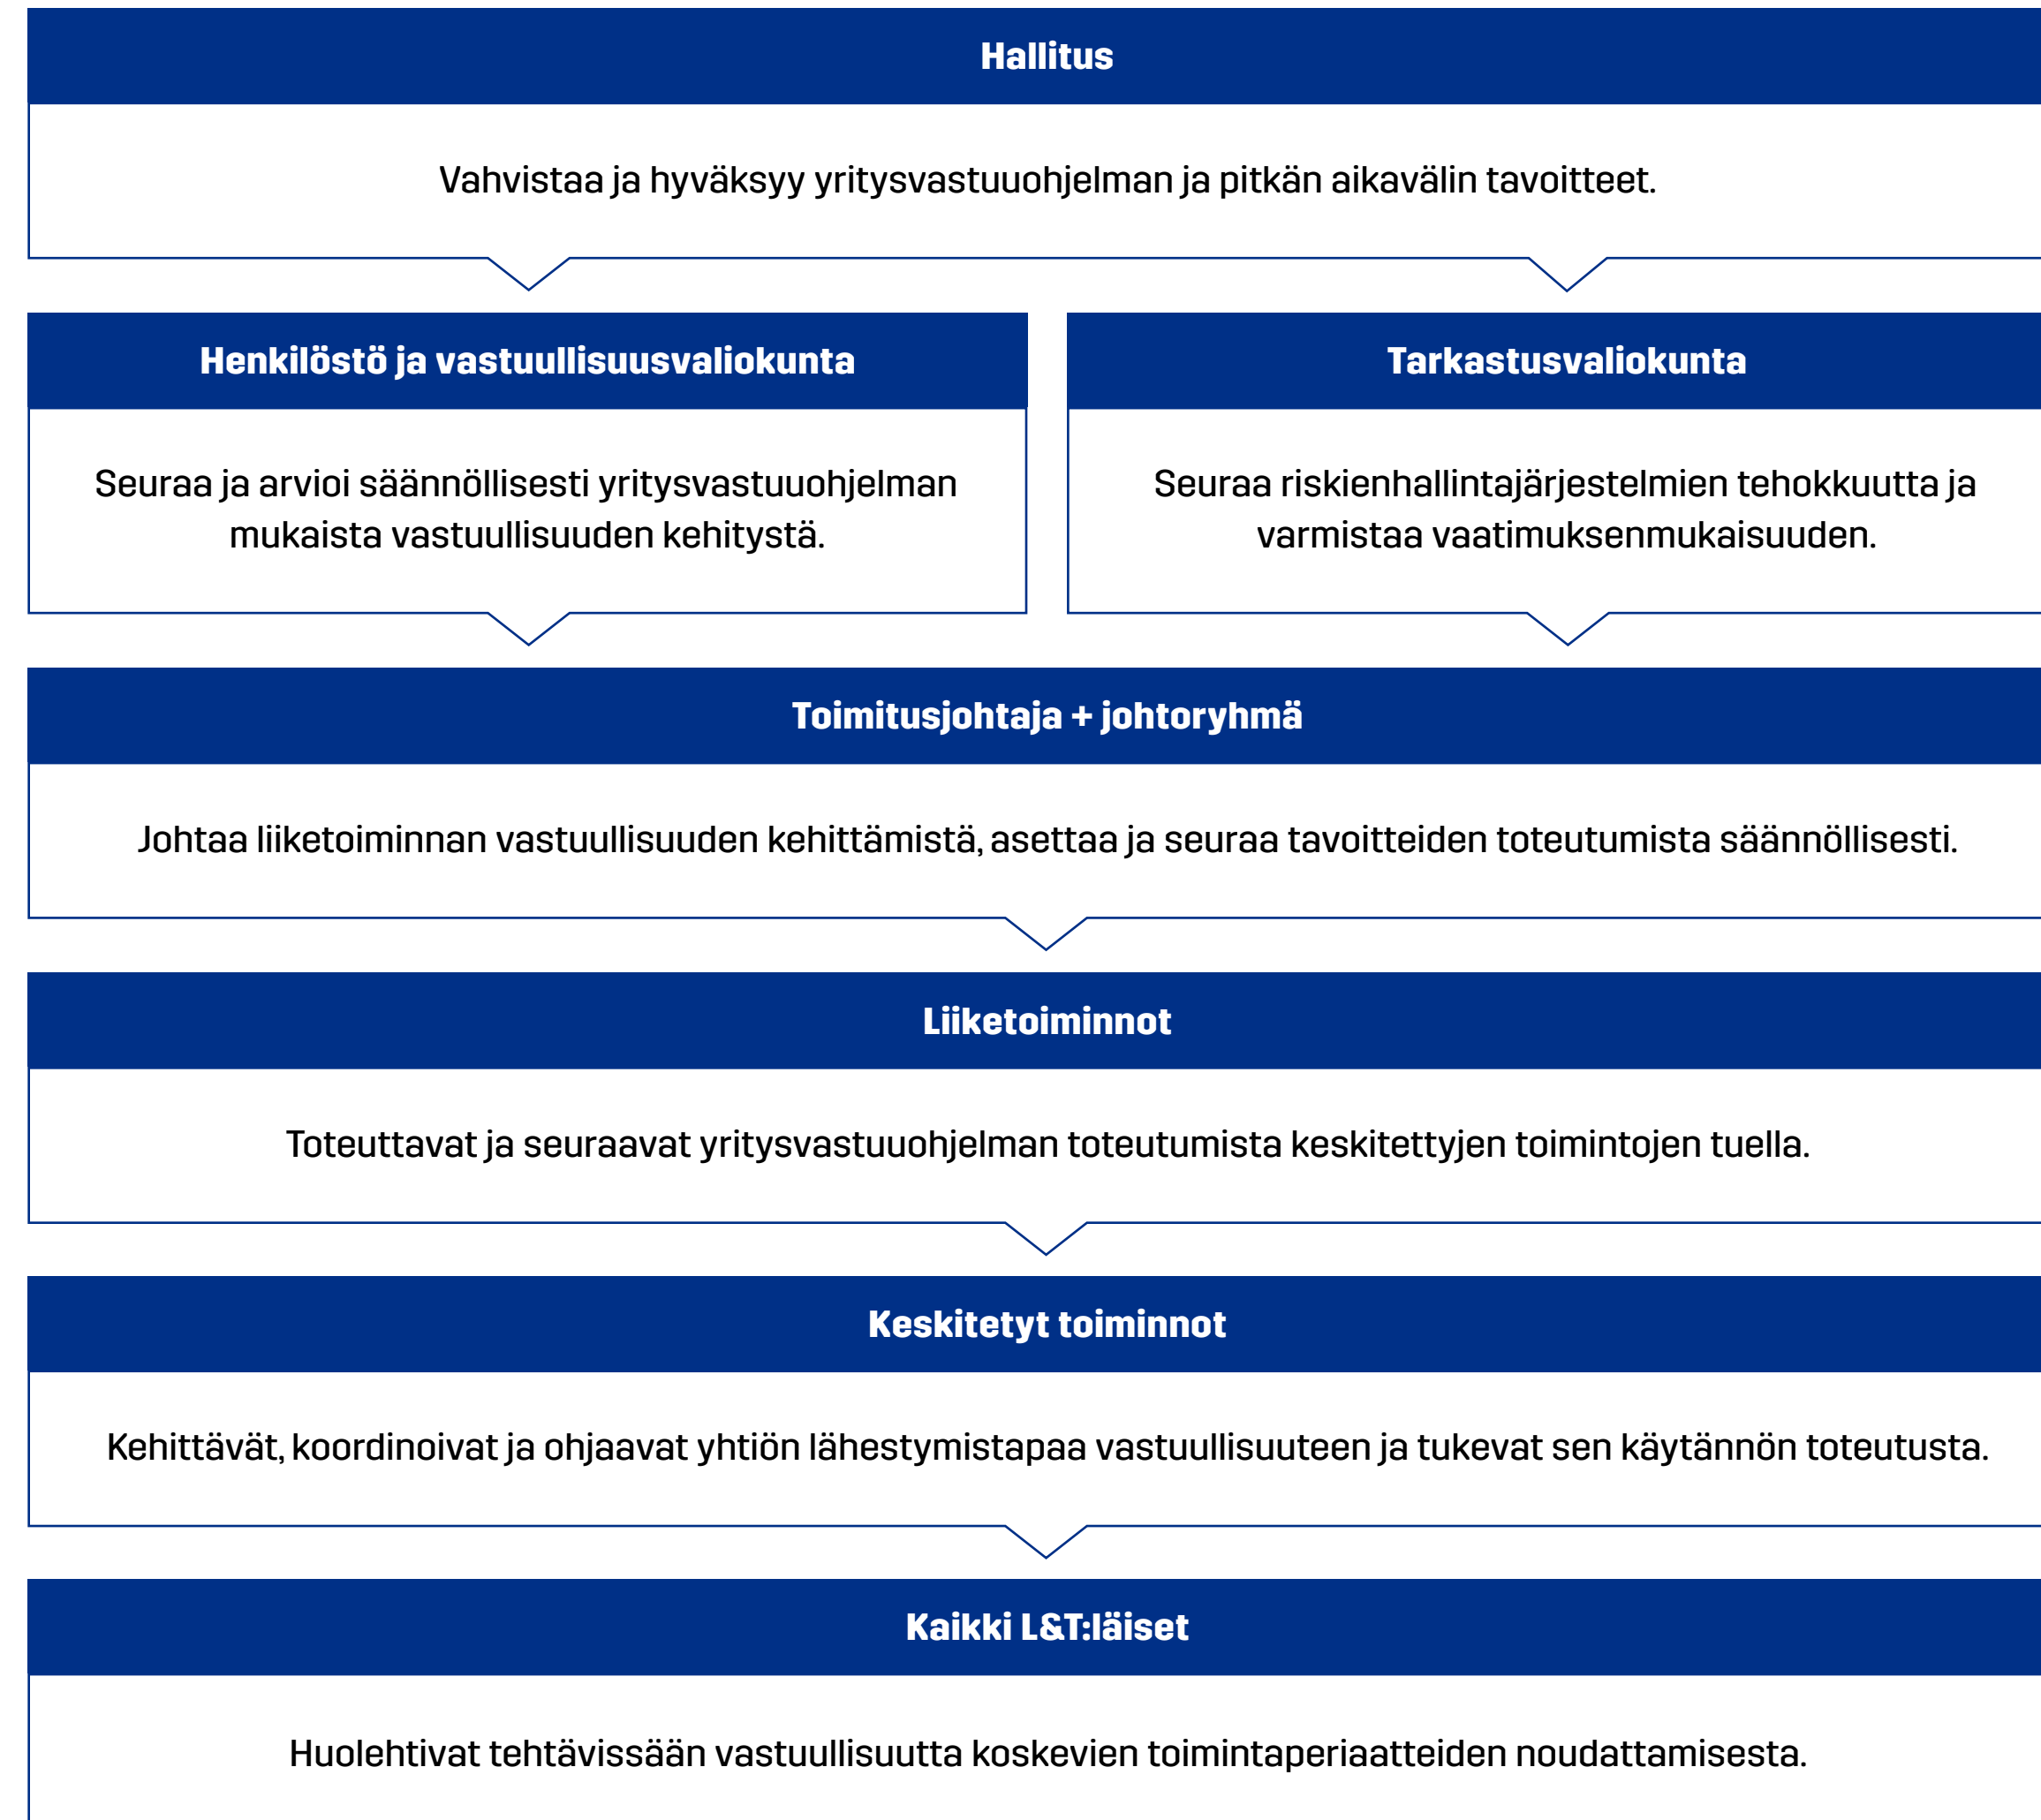 Hallitus
Vahvistaa ja hyväksyy yritysvastuuohjelman ja pitkän aikavälin tavoitteet.
Henkilöstö ja vastuullisuusvaliokunta
Seuraa ja arvioi säännöllisesti yritysvastuuohjelman
mukaista vastuullisuuden kehitystä.
Tarkastusvaliokunta
Seuraa riskienhallintajärjestelmien tehokkuutta ja
varmistaa vaatimuksenmukaisuuden.
Toimitusjohtaja + johtoryhmä
Johtaa liiketoiminnan vastuullisuuden kehittämistä, asettaa ja seuraa tavoitteiden toteutumista säännöllisesti.
Liiketoiminnot
Toteuttavat ja seuraavat yritysvastuuohjelman toteutumista keskitettyjen toimintojen tuella.
Keskitetyt toiminnot
Kehittävät, koordinoivat ja ohjaavat yhtiön lähestymistapaa vastuullisuuteen ja tukevat sen käytännön toteutusta.
Kaikki L&T:läiset
Huolehtivat tehtävissään vastuullisuutta koskevien toimintaperiaatteiden noudattamisesta.